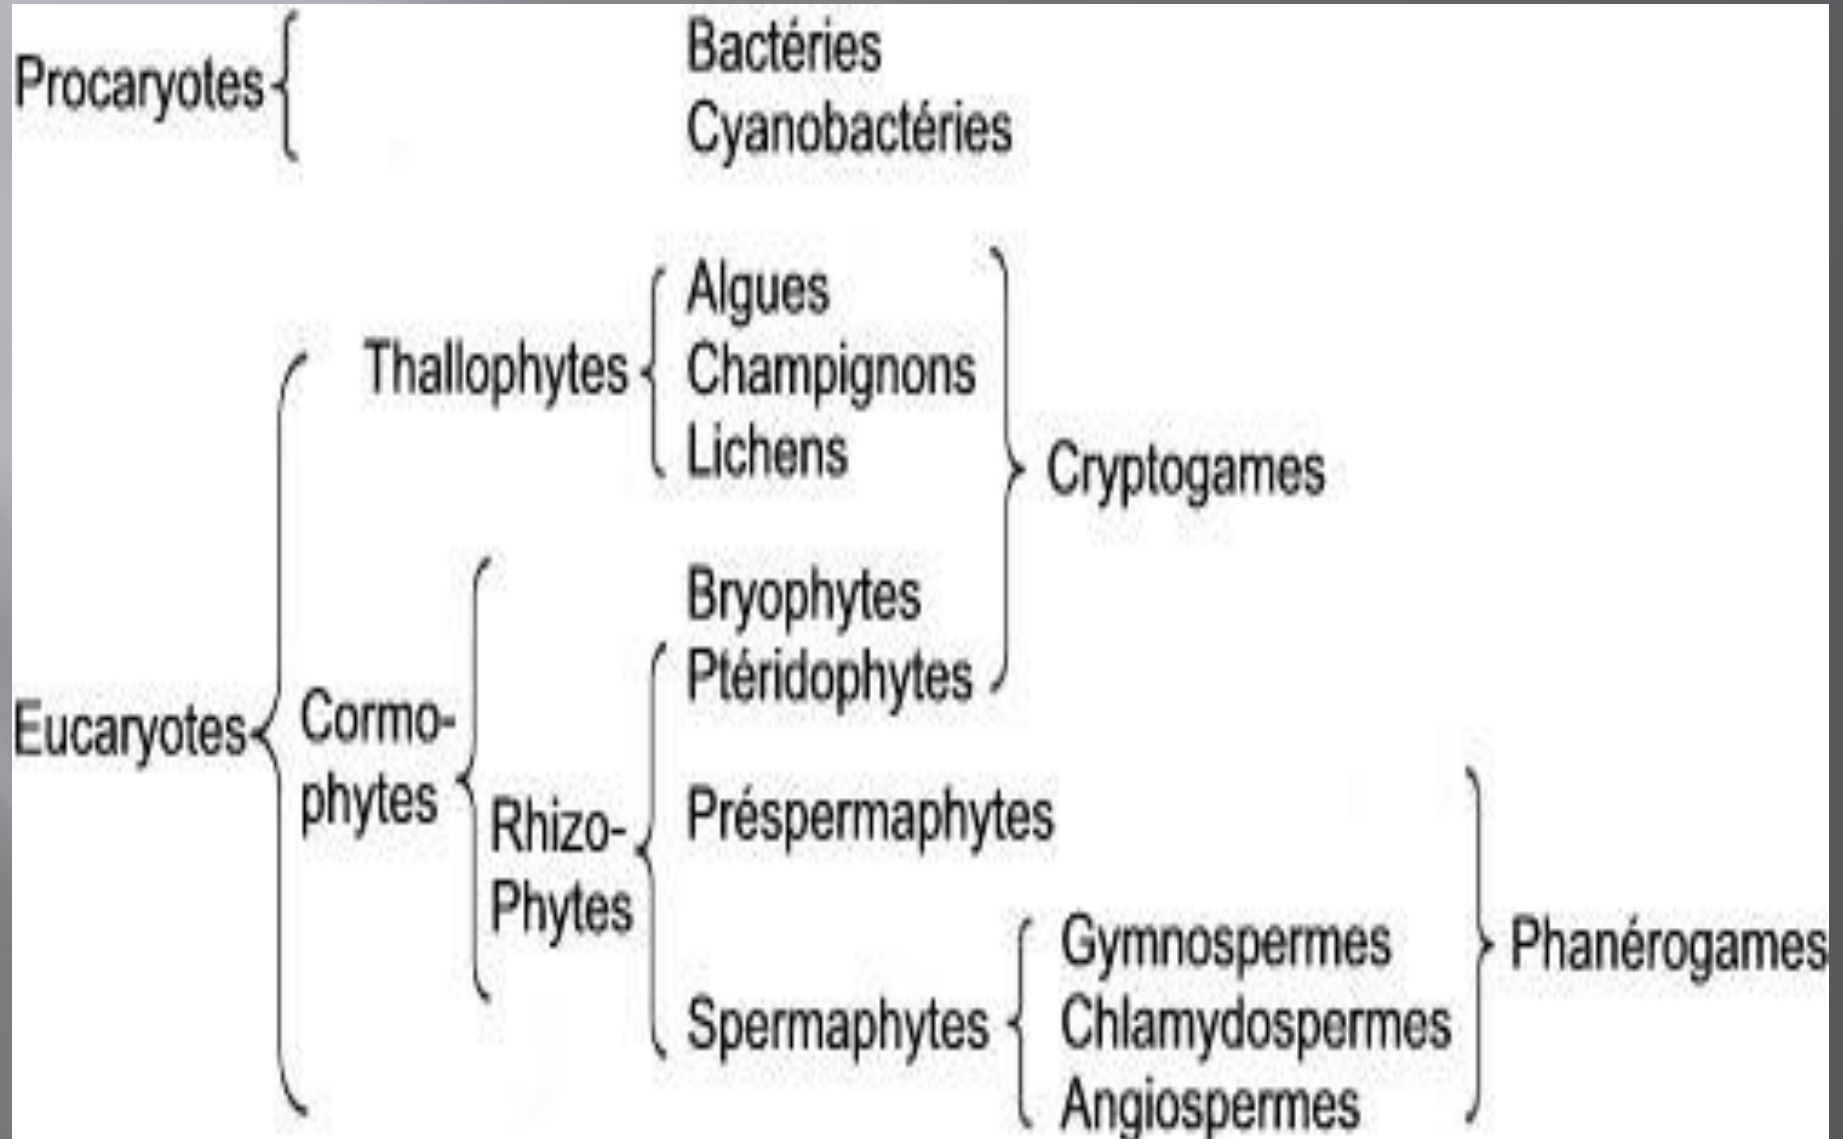 Procaryotes
Bactéries
Cyanobactéries
Eucaryotes
Thallophytes
Algues
Champignons
Lichens
Cryptogames
Cormo-
phytes
Bryophytes
Rhizo-
Phytes
Ptéridophytes
Préspermaphytes
Spermaphytes
Gymnospermes
Chlamydospermes
Angiospermes
Phanérogames